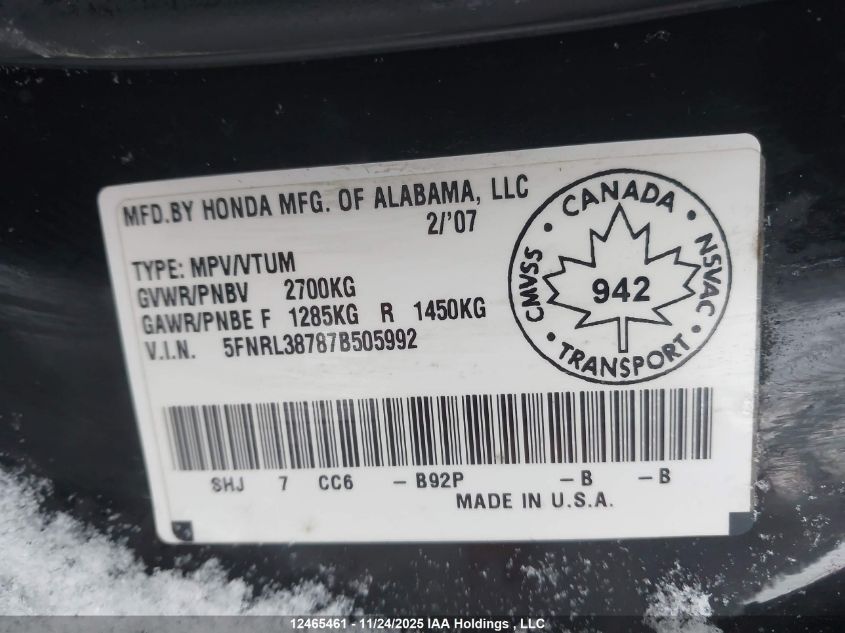 MFD.BY HONDA MFG. OF ALABAMA, LLC
2/'07
TYPE: MPV/VTUM
GVWR/PNBV 2700KG
GAWR/PNBE F 1285KG R 1450KG
V.I.N. 5FNRL38787B505992
CANADA
CMVSS
NSVAC
942
TRANSPORT
SHJ 7 CC6 - B92P - B - B
MADE IN U.S.A.
12465461 - 11/24/2025 IAA Holdings , LLC